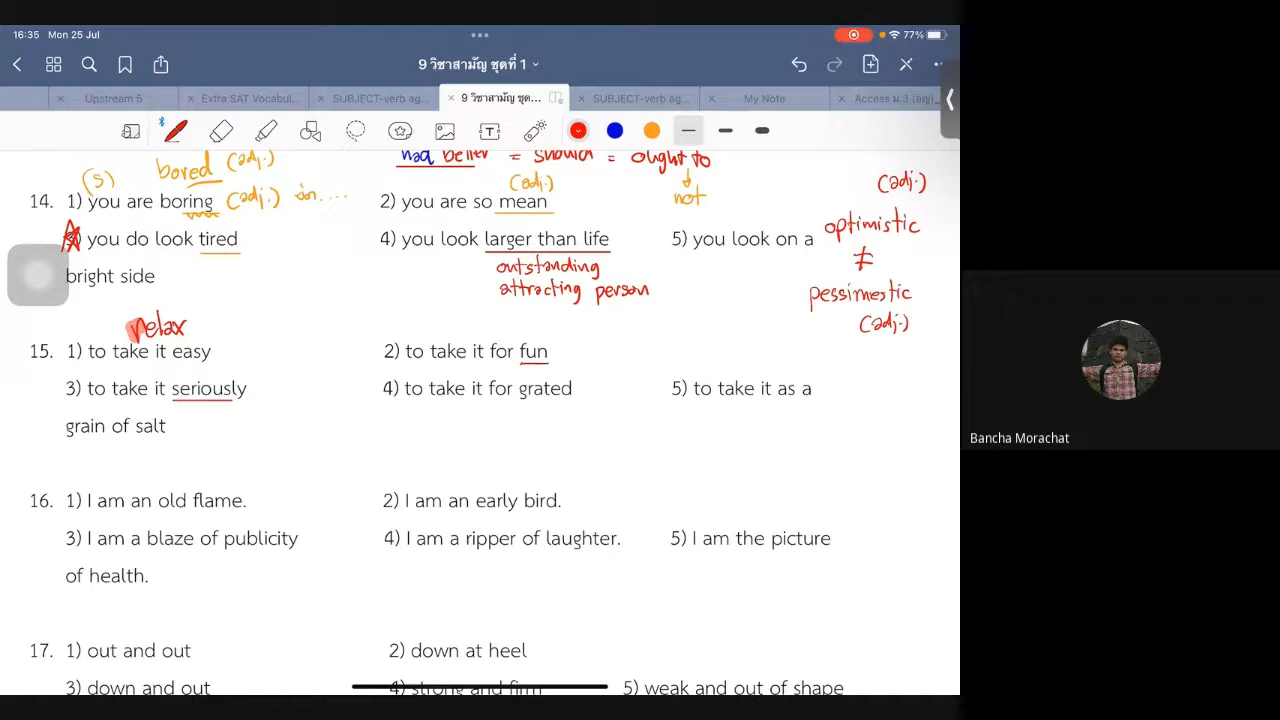 16:35 Mon 25 Jul
77%
9 วิชาสามัญ ชุดที่ 1
Upstream 5
Extra SAT Vocabul...
SUBJECT-verb ag...
9 วิชาสามัญ ชุด...
SUBJECT-verb ag...
My Note
Access ม.3 (อญ)_
bored (adj.)
had better = should = ought to
not
(s)
(adj.)
(adj.)
14. 1) you are boring (adj.)
2) you are so mean
3) you do look tired
4) you look larger than life
5) you look on a
bright side
outstanding
attracting person
optimistic
≠
pessimestic
(adj.)
relax
15. 1) to take it easy
2) to take it for fun
3) to take it seriously
4) to take it for grated
5) to take it as a
grain of salt
16. 1) I am an old flame.
2) I am an early bird.
3) I am a blaze of publicity
4) I am a ripper of laughter.
5) I am the picture
of health.
17. 1) out and out
2) down at heel
3) down and out
4) strong and firm
5) weak and out of shape
Bancha Morachat